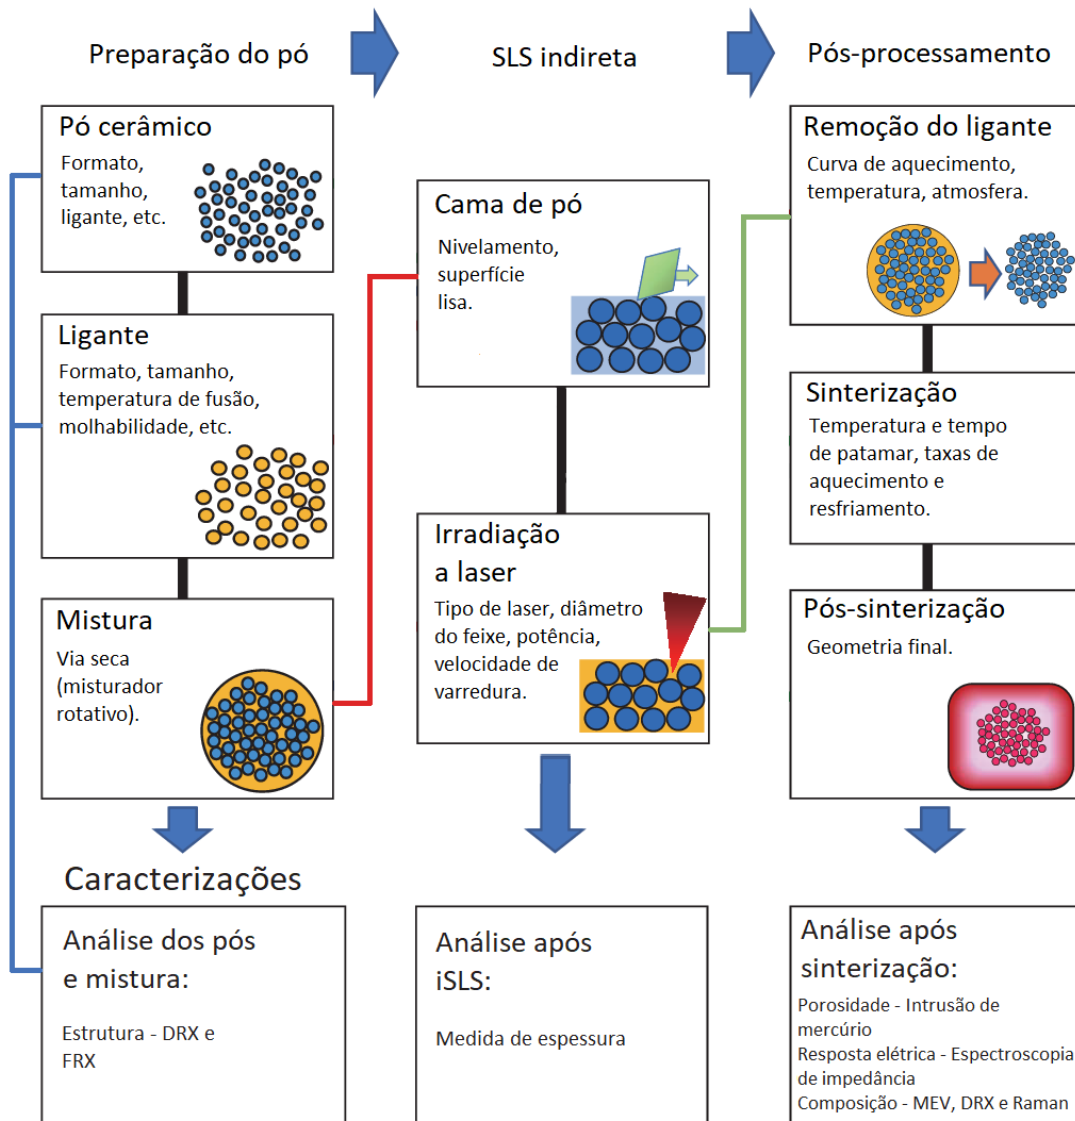 Preparação do pó
SLS indireta
Pós-processamento
Pó cerâmico
Formato,
tamanho,
ligante, etc.
Ligante
Formato, tamanho,
temperatura de fusão,
molhabilidade, etc.
Mistura
Via seca
(misturador
rotativo).
Cama de pó
Nivelamento,
superfície
lisa.
Irradiação
a laser
Tipo de laser, diâmetro
do feixe, potência,
velocidade de
varredura.
Remoção do ligante
Curva de aquecimento,
temperatura, atmosfera.
Sinterização
Temperatura e tempo
de patamar, taxas de
aquecimento e
resfriamento.
Pós-sinterização
Geometria final.
Caracterizações
Análise dos pós
e mistura:
Estrutura - DRX e
FRX
Análise após
iSLS:
Medida de espessura
Análise após
sinterização:
Porosidade - Intrusão de
mercúrio
Resposta elétrica - Espectroscopia
de impedância
Composição - MEV, DRX e Raman